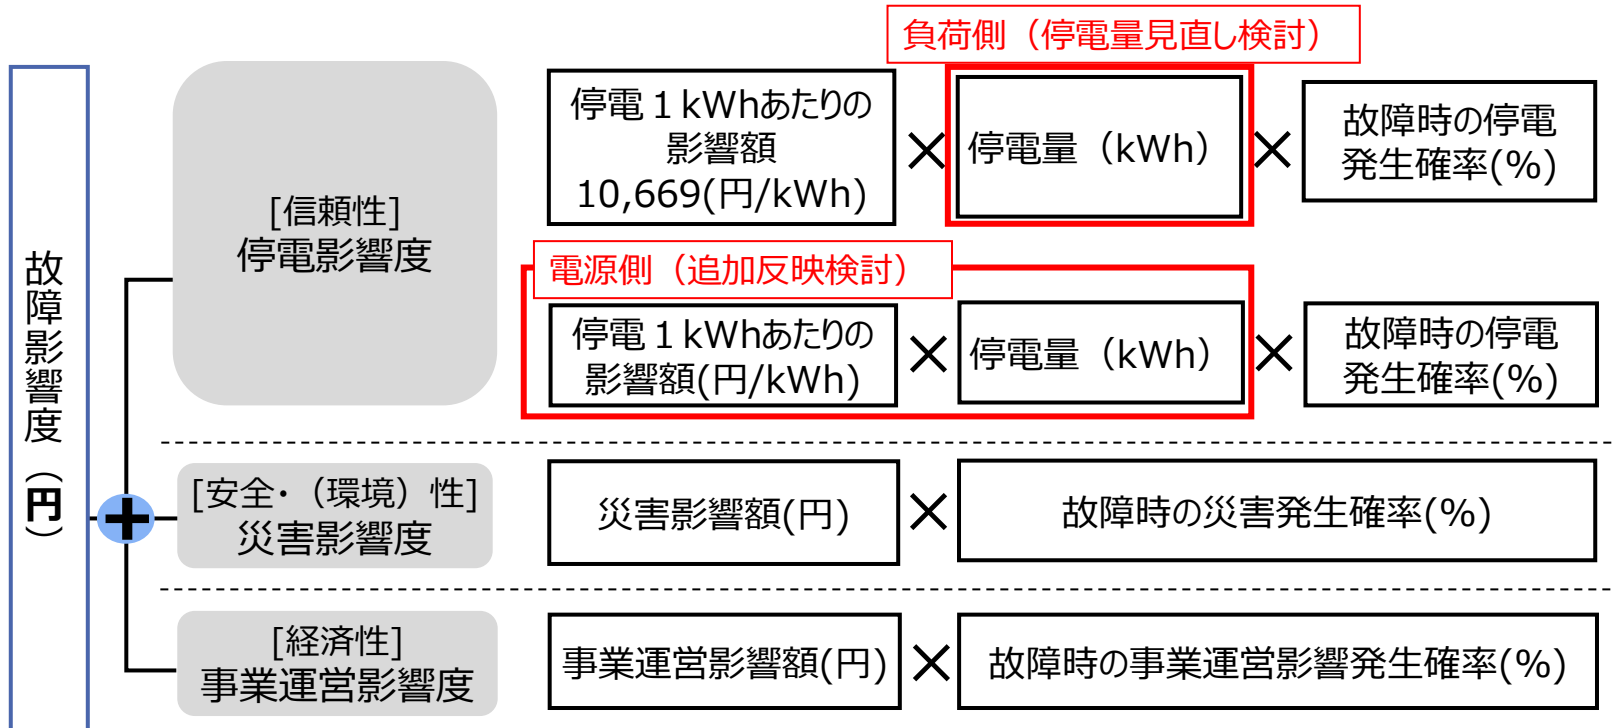 故障影響度（円）
[信頼性]
停電影響度
負荷側（停電量見直し検討）
停電１kWhあたりの
影響額
10,669(円/kWh)
×
停電量（kWh）
×
故障時の停電
発生確率(%)
電源側（追加反映検討）
停電１kWhあたりの
影響額(円/kWh)
×
停電量（kWh）
×
故障時の停電
発生確率(%)
+
[安全・（環境）性]
災害影響度
災害影響額(円)
×
故障時の災害発生確率(%)
[経済性]
事業運営影響度
事業運営影響額(円)
×
故障時の事業運営影響発生確率(%)